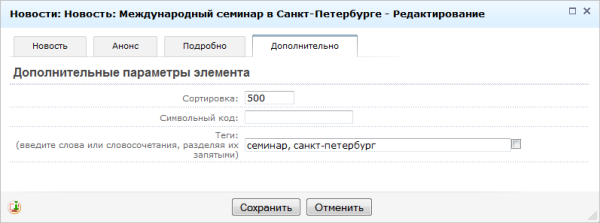 Новости: Новость: Международный семинар в Санкт-Петербурге - Редактирование
Новость Анонс Подробно Дополнительно
Дополнительные параметры элемента
Сортировка: 500
Символьный код:
Теги:
(введите слова или словосочетания, разделяя их запятыми) семинар, санкт-петербург
Сохранить Отменить